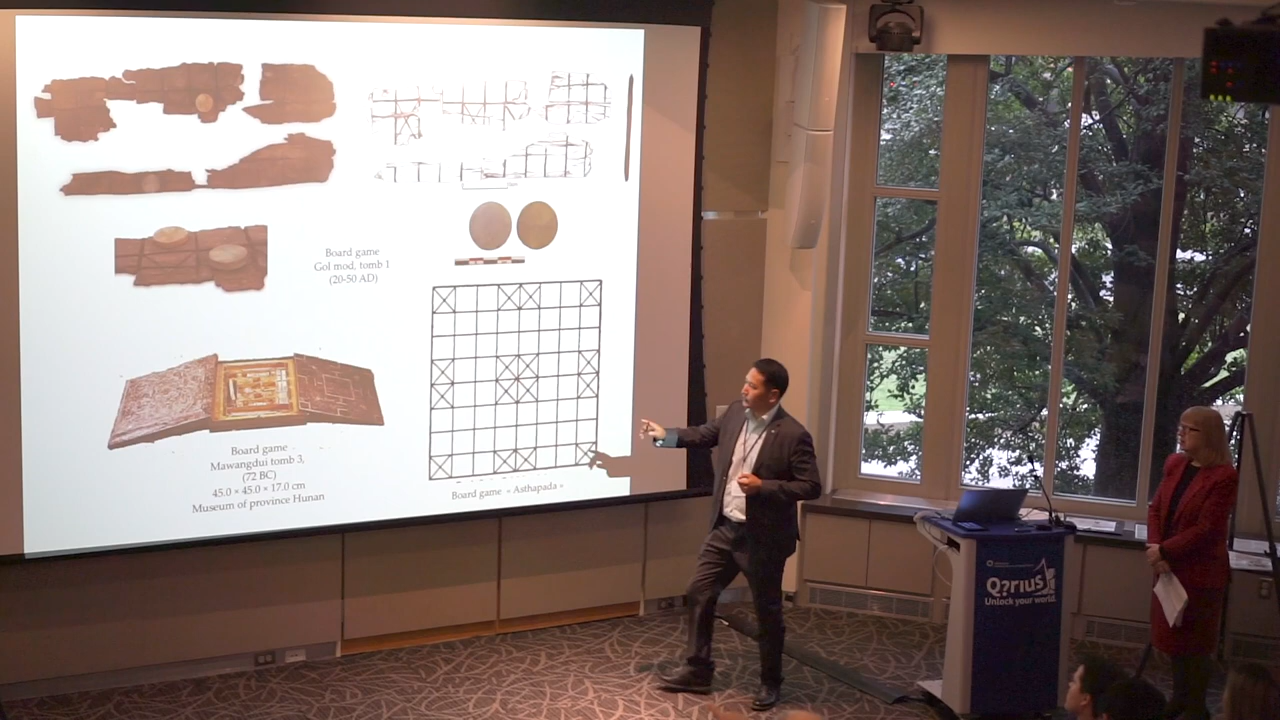 Board game
Gol mod, tomb 1
(20-50 AD)
Board game
Mawangdui tomb 3,
(72 BC)
45.0 × 45.0 × 17.0 cm
Museum of province Hunan
Board game « Asthapada »
Q?rius
Unlock your world.